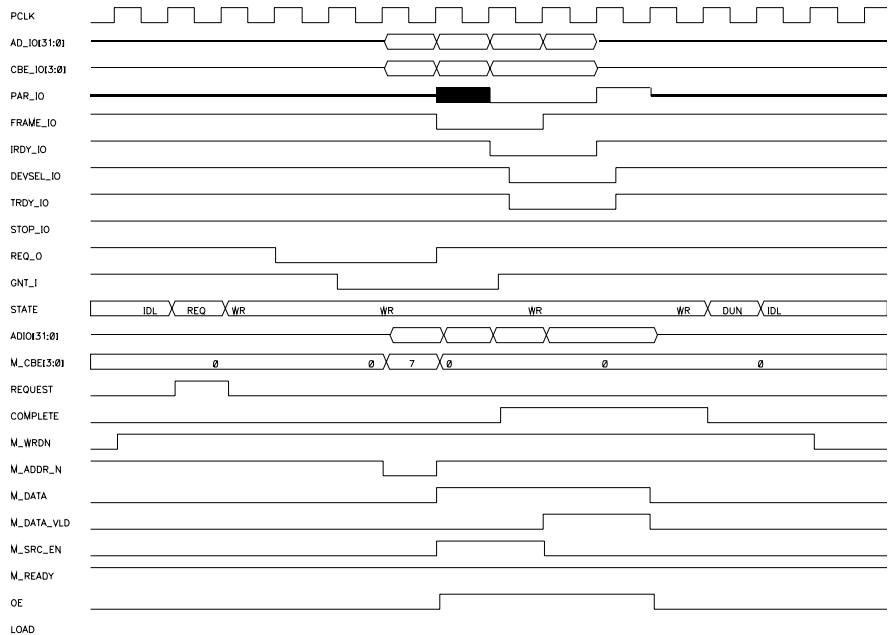 PCLK
AD_IO[31:0]
CBE_IO[3:0]
PAR_IO
FRAME_IO
IRDY_IO
DEVSEL_IO
TRDY_IO
STOP_IO
REQ_O
GNT_I
STATE IDL REQ WR WR WR WR DUN IDL
ADIO[31:0]
M_CBE[3:0] 0 0 7 0 0 0
REQUEST
COMPLETE
M_WRDN
M_ADDR_N
M_DATA
M_DATA_VLD
M_SRC_EN
M_READY
OE
LOAD